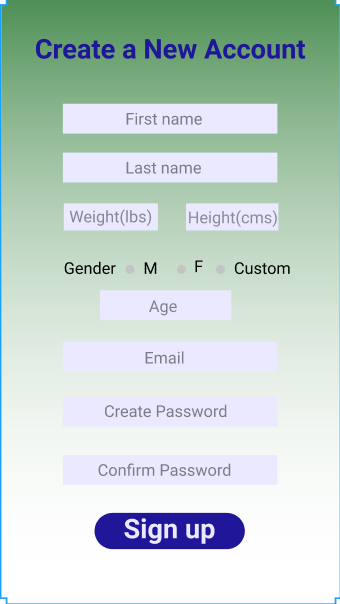 Create a New Account
First name
Last name
Weight(lbs) Height(cms)
Gender M F Custom
Age
Email
Create Password
Confirm Password
Sign up